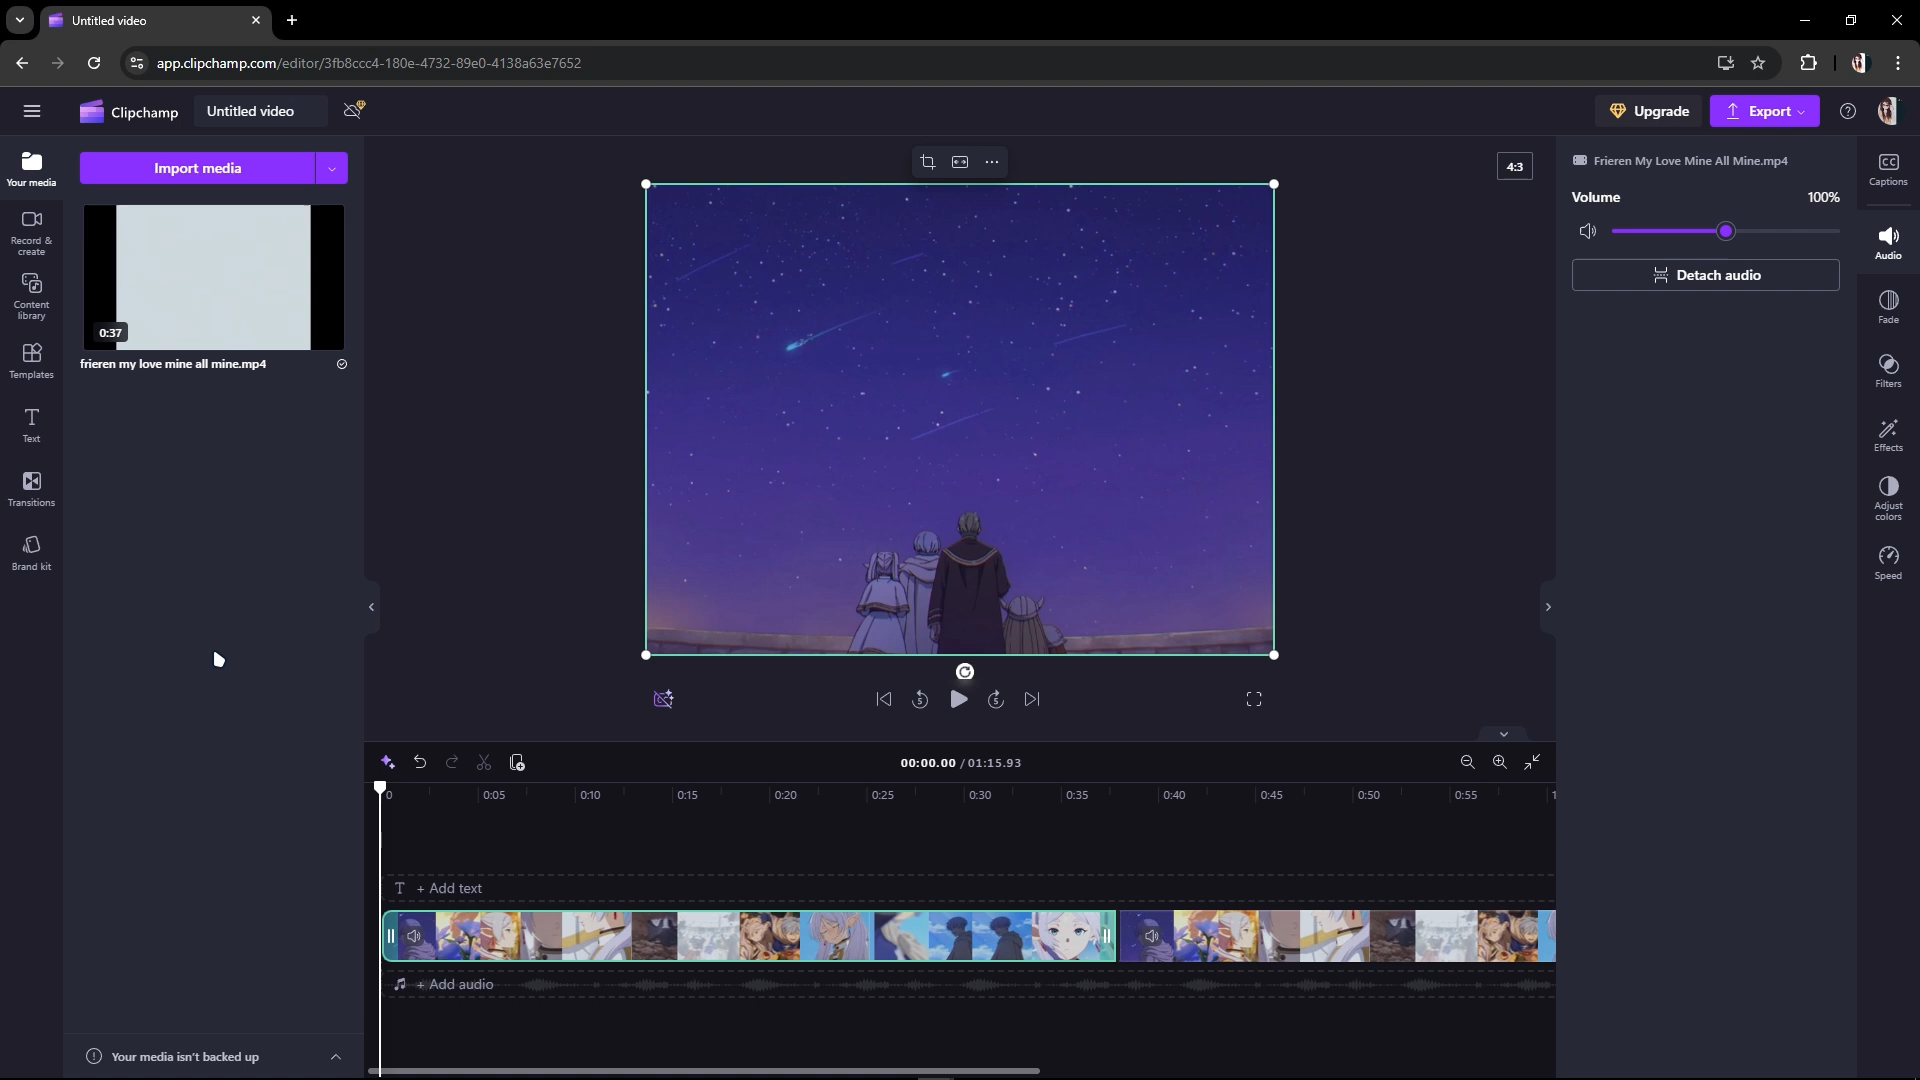 Untitled video
app.clipchamp.com/editor/3fb8ccc4-180e-4732-89e0-4138a63e7652
Clipchamp
Untitled video
Upgrade
Export
Your media
Record &
create
Content
library
Templates
Text
Transitions
Brand kit
Import media
0:37
frieren my love mine all mine.mp4
Your media isn't backed up
4:3
Frieren My Love Mine All Mine.mp4
Volume
100%
Detach audio
CC
Captions
Audio
Fade
Filters
Effects
Adjust
colors
Speed
5
5
00:00.00 / 01:15.93
0
0:05
0:10
0:15
0:20
0:25
0:30
0:35
0:40
0:45
0:50
0:55
T + Add text
+ Add audio